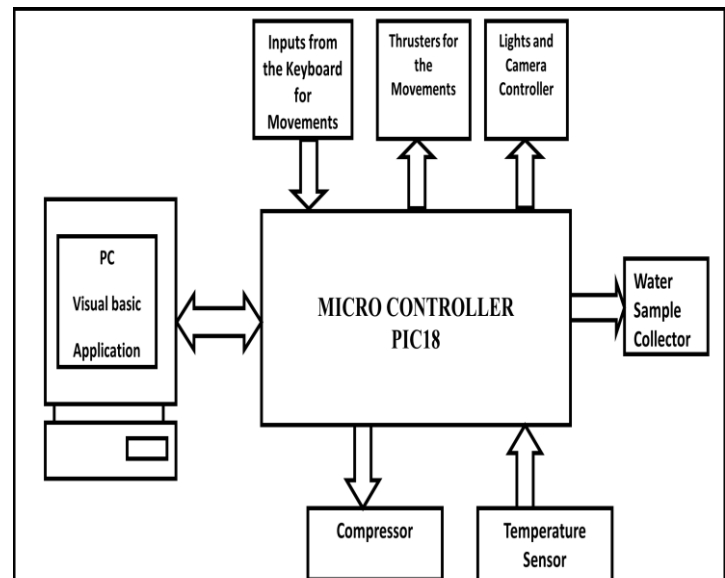 Inputs from
the Keyboard
for
Movements
Thrusters for
the
Movements
Lights and
Camera
Controller
PC
Visual basic
Application
MICRO CONTROLLER
PIC18
Water
Sample
Collector
Compressor
Temperature
Sensor